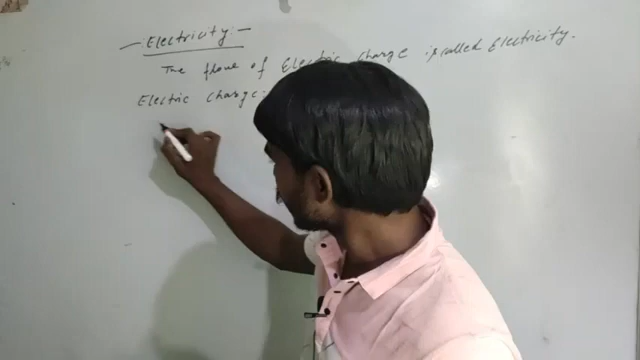 -:Electricity:-
The flow of Electric Charge is called Electricity.
Electric Charge: